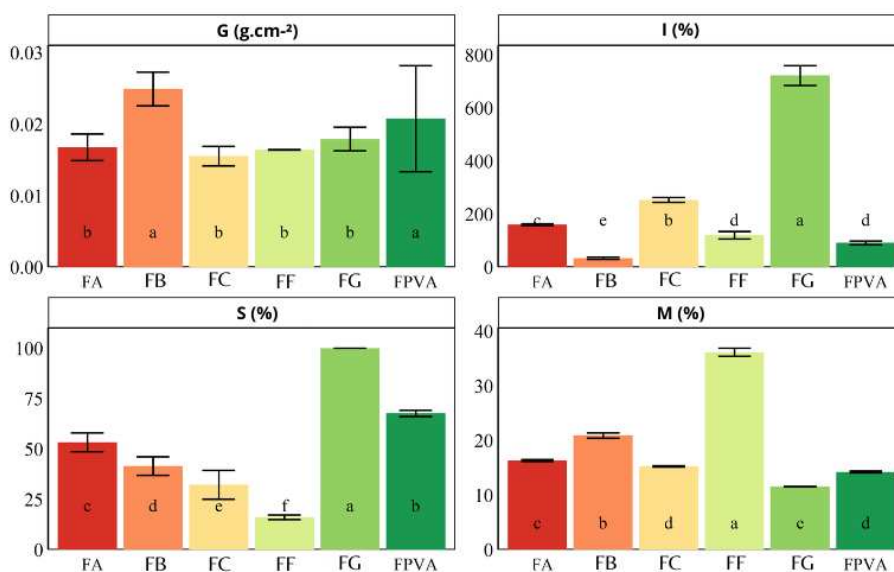 G (g.cm-²)
0.03
0.02
0.01
0.00
b a b b b a
FA FB FC FF FG FPVA
I (%)
800
600
400
200
0
c e b d a d
FA FB FC FF FG FPVA
S (%)
100
75
50
25
0
c d e f a b
FA FB FC FF FG FPVA
M (%)
40
30
20
10
0
c b d a e d
FA FB FC FF FG FPVA